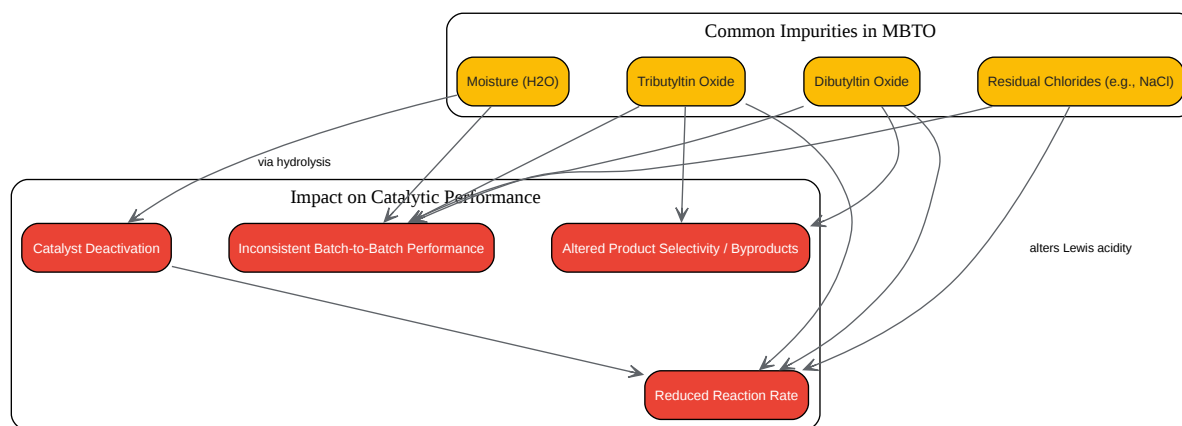 Common Impurities in MBTO
Moisture (H2O)
Tributyltin Oxide
Dibutyltin Oxide
Residual Chlorides (e.g., NaCl)
via hydrolysis
Impact on Catalytic Performance
Catalyst Deactivation
Inconsistent Batch-to-Batch Performance
Altered Product Selectivity / Byproducts
alters Lewis acidity
Reduced Reaction Rate